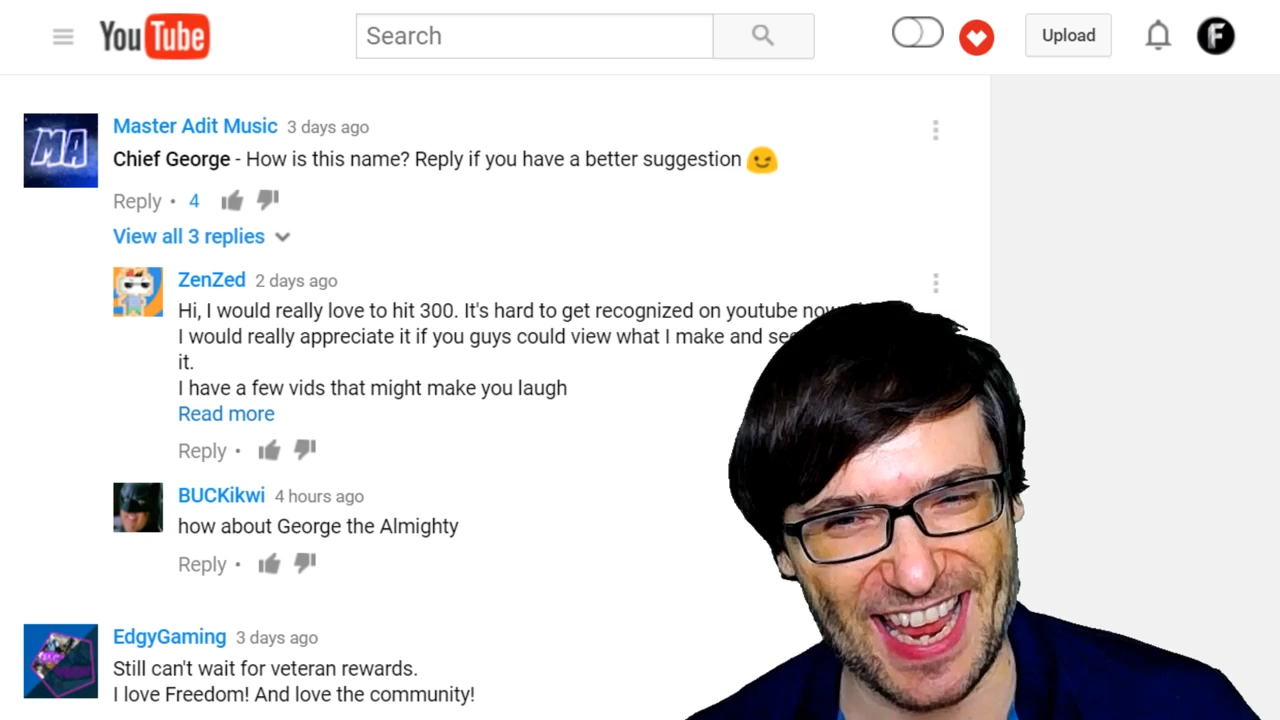 YouTube
Search
Upload
F
MA
Master Adit Music 3 days ago
Chief George - How is this name? Reply if you have a better suggestion
Reply • 4
View all 3 replies
ZenZed 2 days ago
Hi, I would really love to hit 300. It's hard to get recognized on youtube now
I would really appreciate it if you guys could view what I make and see
it.
I have a few vids that might make you laugh
Read more
Reply •
BUCKikwi 4 hours ago
how about George the Almighty
Reply •
EdgyGaming 3 days ago
Still can't wait for veteran rewards.
I love Freedom! And love the community!